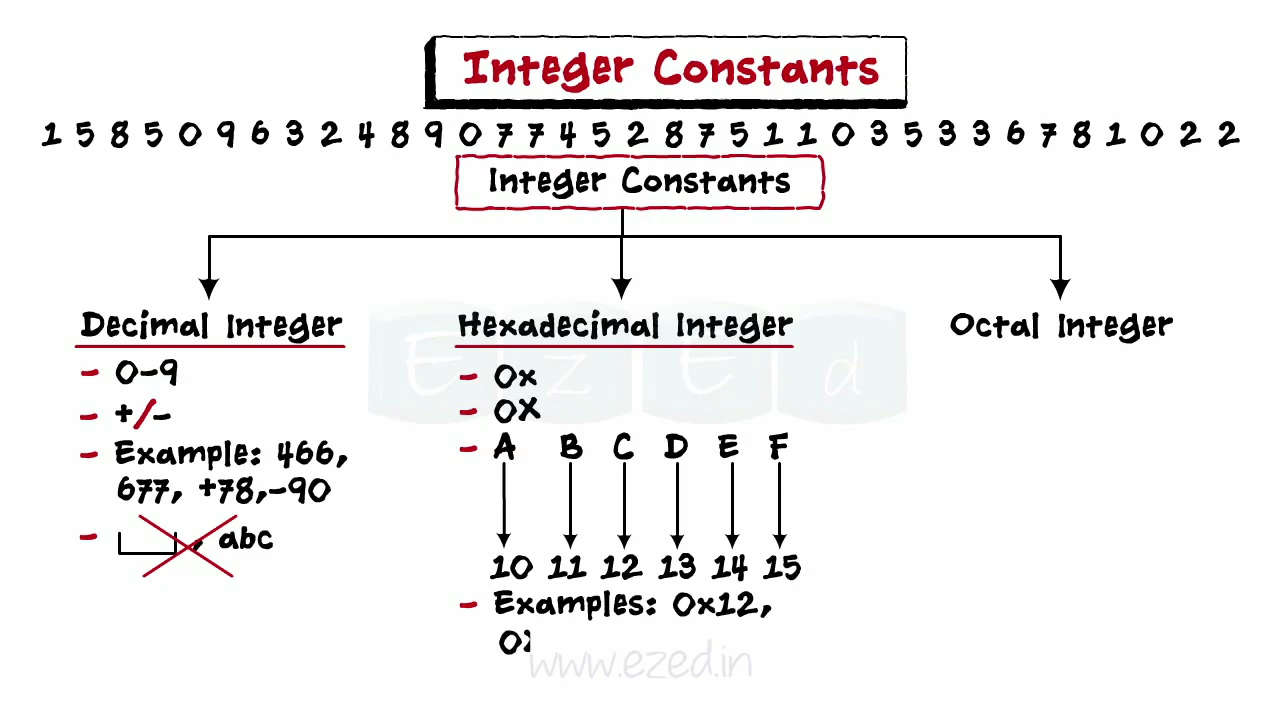 Integer Constants
1 5 8 5 0 9 6 3 2 4 8 9 0 7 7 4 5 2 8 7 5 1 1 0 3 5 3 3 6 7 8 1 0 2 2
Integer Constants
Decimal Integer
- 0-9
- +/-
- Example: 466,
677, +78,-90
- , abc
Hexadecimal Integer
- 0x
- 0X
- A B C D E F
10 11 12 13 14 15
- Examples: 0x12,
0
Octal Integer
EzEd
www.ezed.in